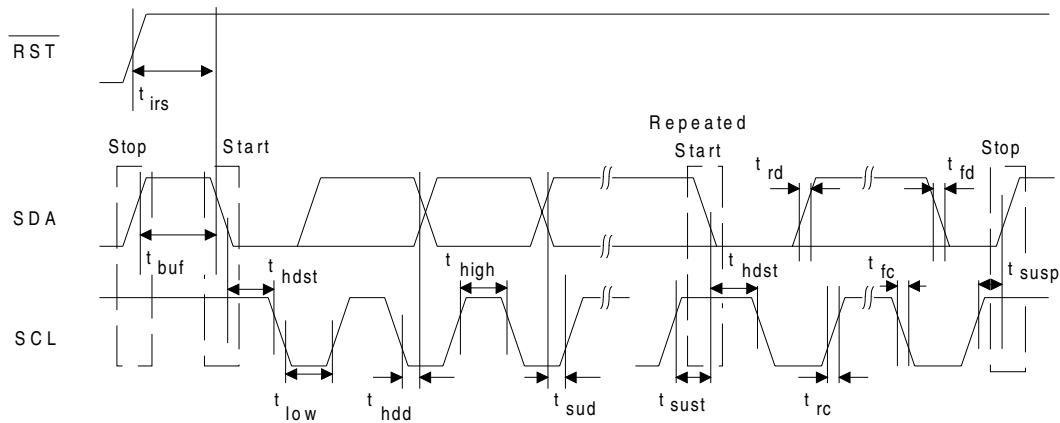 RST
t irs
Repeated
Stop Start Start Stop
t rd t fd
SDA
t buf t hdst t high t hdst t fc t susp
SCL
t low t hdd t sud t sust t rc